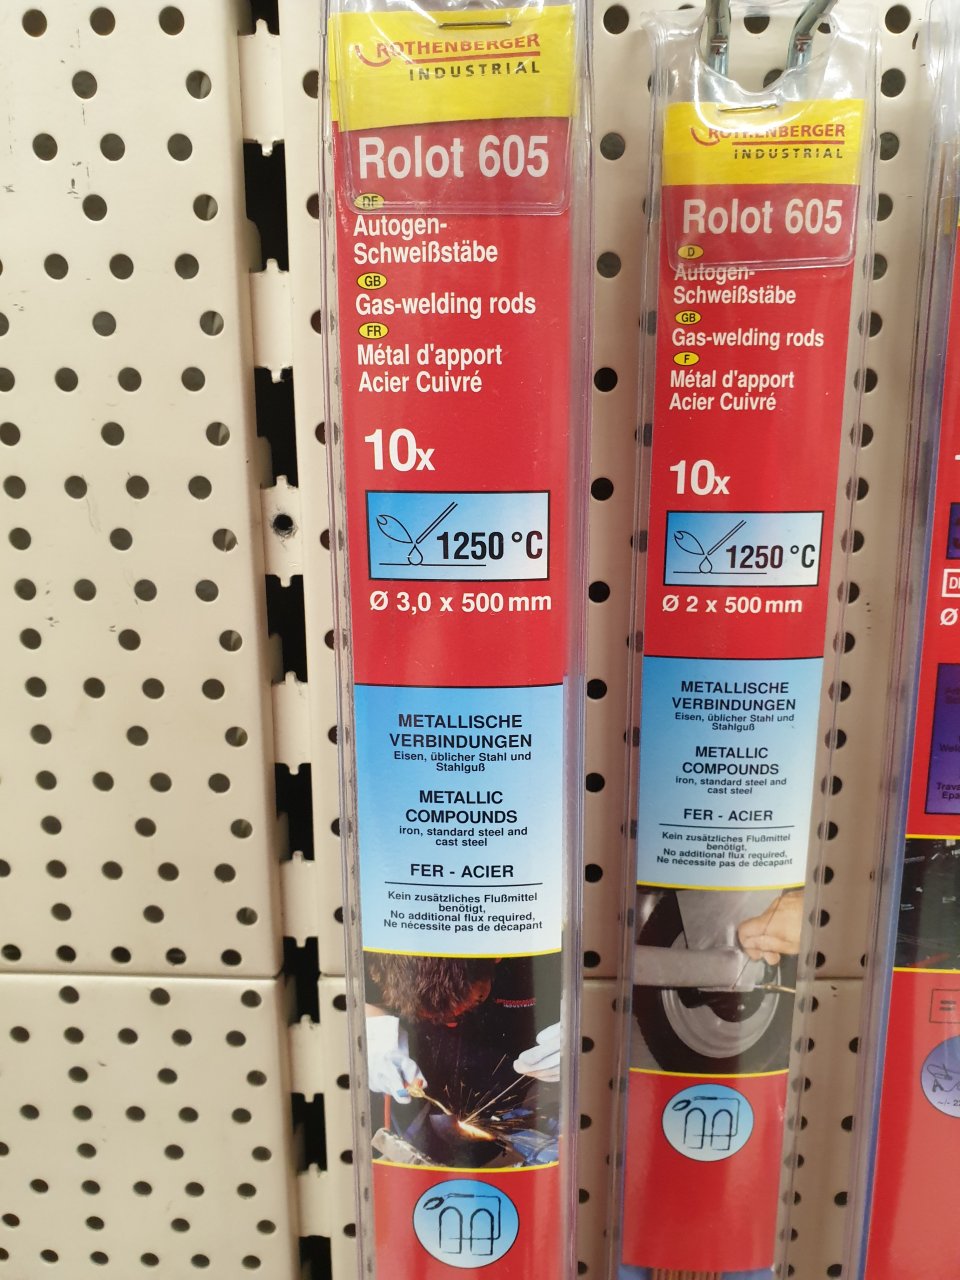 ROTHENBERGER
INDUSTRIAL
Rolot 605
DE
Autogen-
Schweißstäbe
GB
Gas-welding rods
FR
Métal d'apport
Acier Cuivré
10x
1250 °C
Ø 3,0 x 500 mm
METALLISCHE
VERBINDUNGEN
Eisen, üblicher Stahl und
Stahlguß
METALLIC
COMPOUNDS
iron, standard steel and
cast steel
FER - ACIER
Kein zusätzliches Flußmittel
benötigt,
No additional flux required,
Ne nécessite pas de décapant
ROTHENBERGER
INDUSTRIAL
ROTHENBERGER
INDUSTRIAL
Rolot 605
D
Autogen-
Schweißstäbe
GB
Gas-welding rods
F
Métal d'apport
Acier Cuivré
10x
1250 °C
Ø 2 x 500 mm
METALLISCHE
VERBINDUNGEN
Eisen, üblicher Stahl und
Stahlguß
METALLIC
COMPOUNDS
iron, standard steel and
cast steel
FER - ACIER
Kein zusätzliches Flußmittel
benötigt,
No additional flux required,
Ne nécessite pas de décapant
Ø